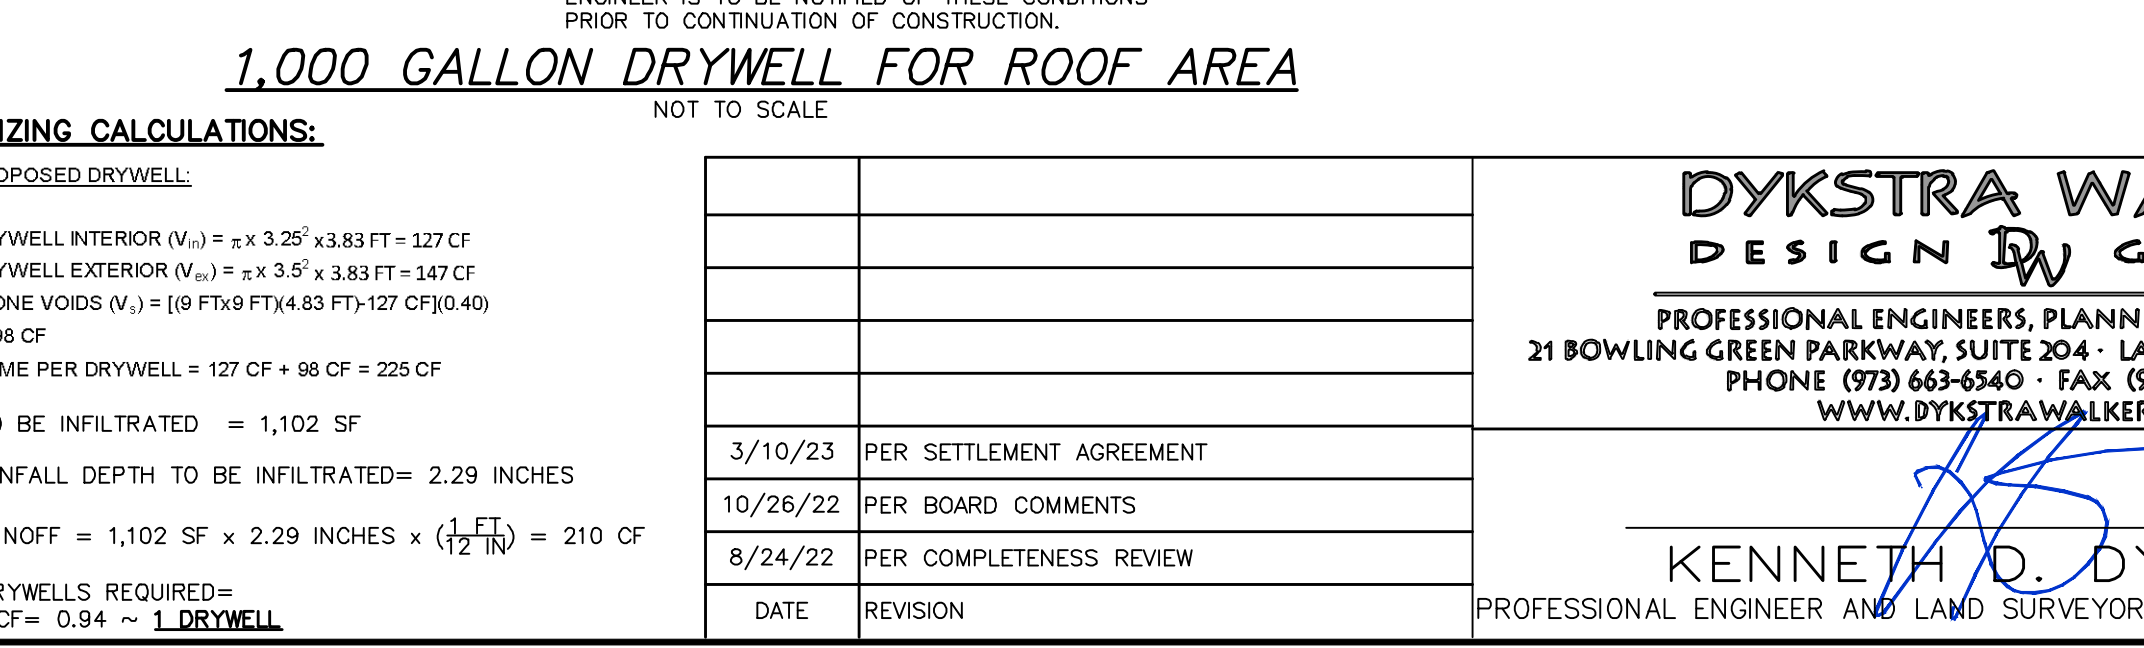 PRIOR TO CONTINUATION OF CONSTRUCTION.
1,000 GALLON DRYWELL FOR ROOF AREA
NOT TO SCALE
IZING CALCULATIONS:
OPOSED DRYWELL:
YWELL INTERIOR (Vin) = π x 3.25² x3.83 FT = 127 CF
YWELL EXTERIOR (Vex) = π x 3.5² x 3.83 FT = 147 CF
ONE VOIDS (Vs) = [(9 FTx9 FT)(4.83 FT)-127 CF](0.40)
98 CF
ME PER DRYWELL = 127 CF + 98 CF = 225 CF
BE INFILTRATED = 1,102 SF
NFALL DEPTH TO BE INFILTRATED= 2.29 INCHES
NOFF = 1,102 SF x 2.29 INCHES x (1 FT/12 IN) = 210 CF
RYWELLS REQUIRED=
CF= 0.94 ~ 1 DRYWELL
3/10/23 PER SETTLEMENT AGREEMENT
10/26/22 PER BOARD COMMENTS
8/24/22 PER COMPLETENESS REVIEW
DATE REVISION
DYKSTRA WA
DESIGN DW G
PROFESSIONAL ENGINEERS, PLANN
21 BOWLING GREEN PARKWAY, SUITE 204 · LA
PHONE (973) 663-6540 · FAX (9
WWW.DYKSTRAWALKER
KENNETH D. DY
PROFESSIONAL ENGINEER AND LAND SURVEYOR